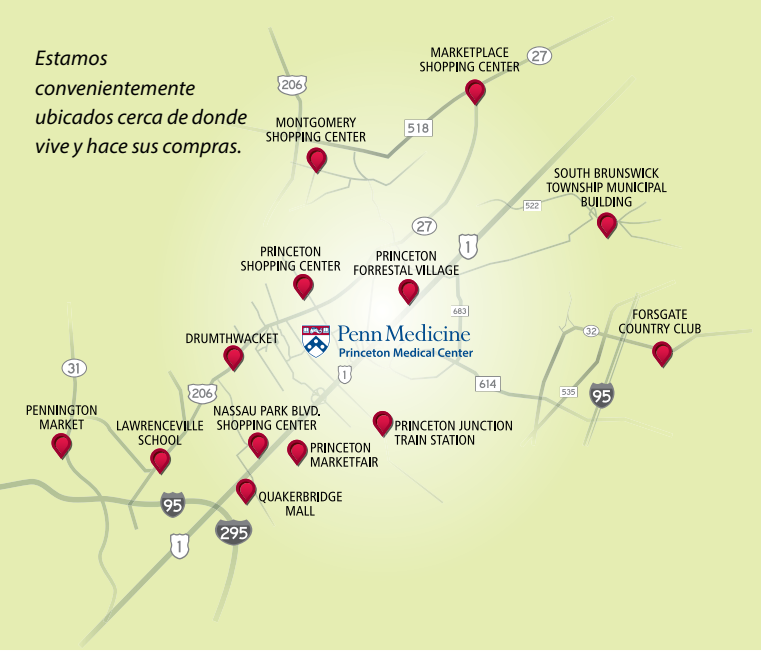 Estamos
convenientemente
ubicados cerca de donde
vive y hace sus compras.
MARKETPLACE
SHOPPING CENTER
27
206
MONTGOMERY
SHOPPING CENTER
518
SOUTH BRUNSWICK
TOWNSHIP MUNICIPAL
BUILDING
522
27
1
PRINCETON
SHOPPING CENTER
PRINCETON
FORRESTAL VILLAGE
683
FORSGATE
COUNTRY CLUB
32
DRUMTHWACKET
Penn Medicine
Princeton Medical Center
31
1
206
614
535
95
PENNINGTON
MARKET
LAWRENCEVILLE
SCHOOL
NASSAU PARK BLVD.
SHOPPING CENTER
PRINCETON JUNCTION
TRAIN STATION
PRINCETON
MARKETFAIR
QUAKERBRIDGE
MALL
95
295
1